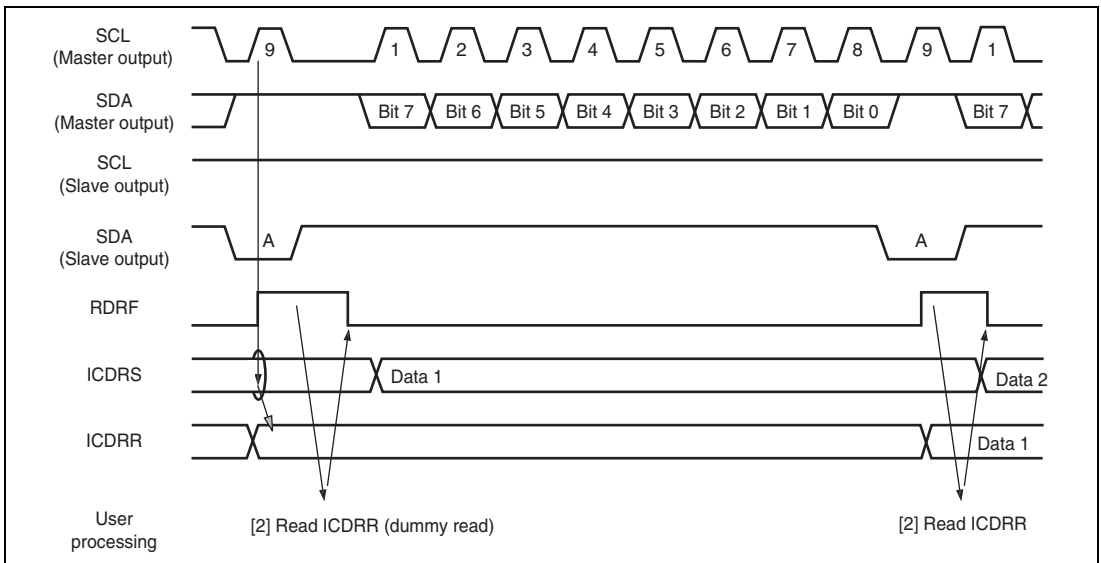 SCL
(Master output)
9 1 2 3 4 5 6 7 8 9 1
SDA
(Master output)
Bit 7 Bit 6 Bit 5 Bit 4 Bit 3 Bit 2 Bit 1 Bit 0 Bit 7
SCL
(Slave output)
SDA
(Slave output)
A A
RDRF
ICDRS
Data 1 Data 2
ICDRR
Data 1
User
processing
[2] Read ICDRR (dummy read) [2] Read ICDRR